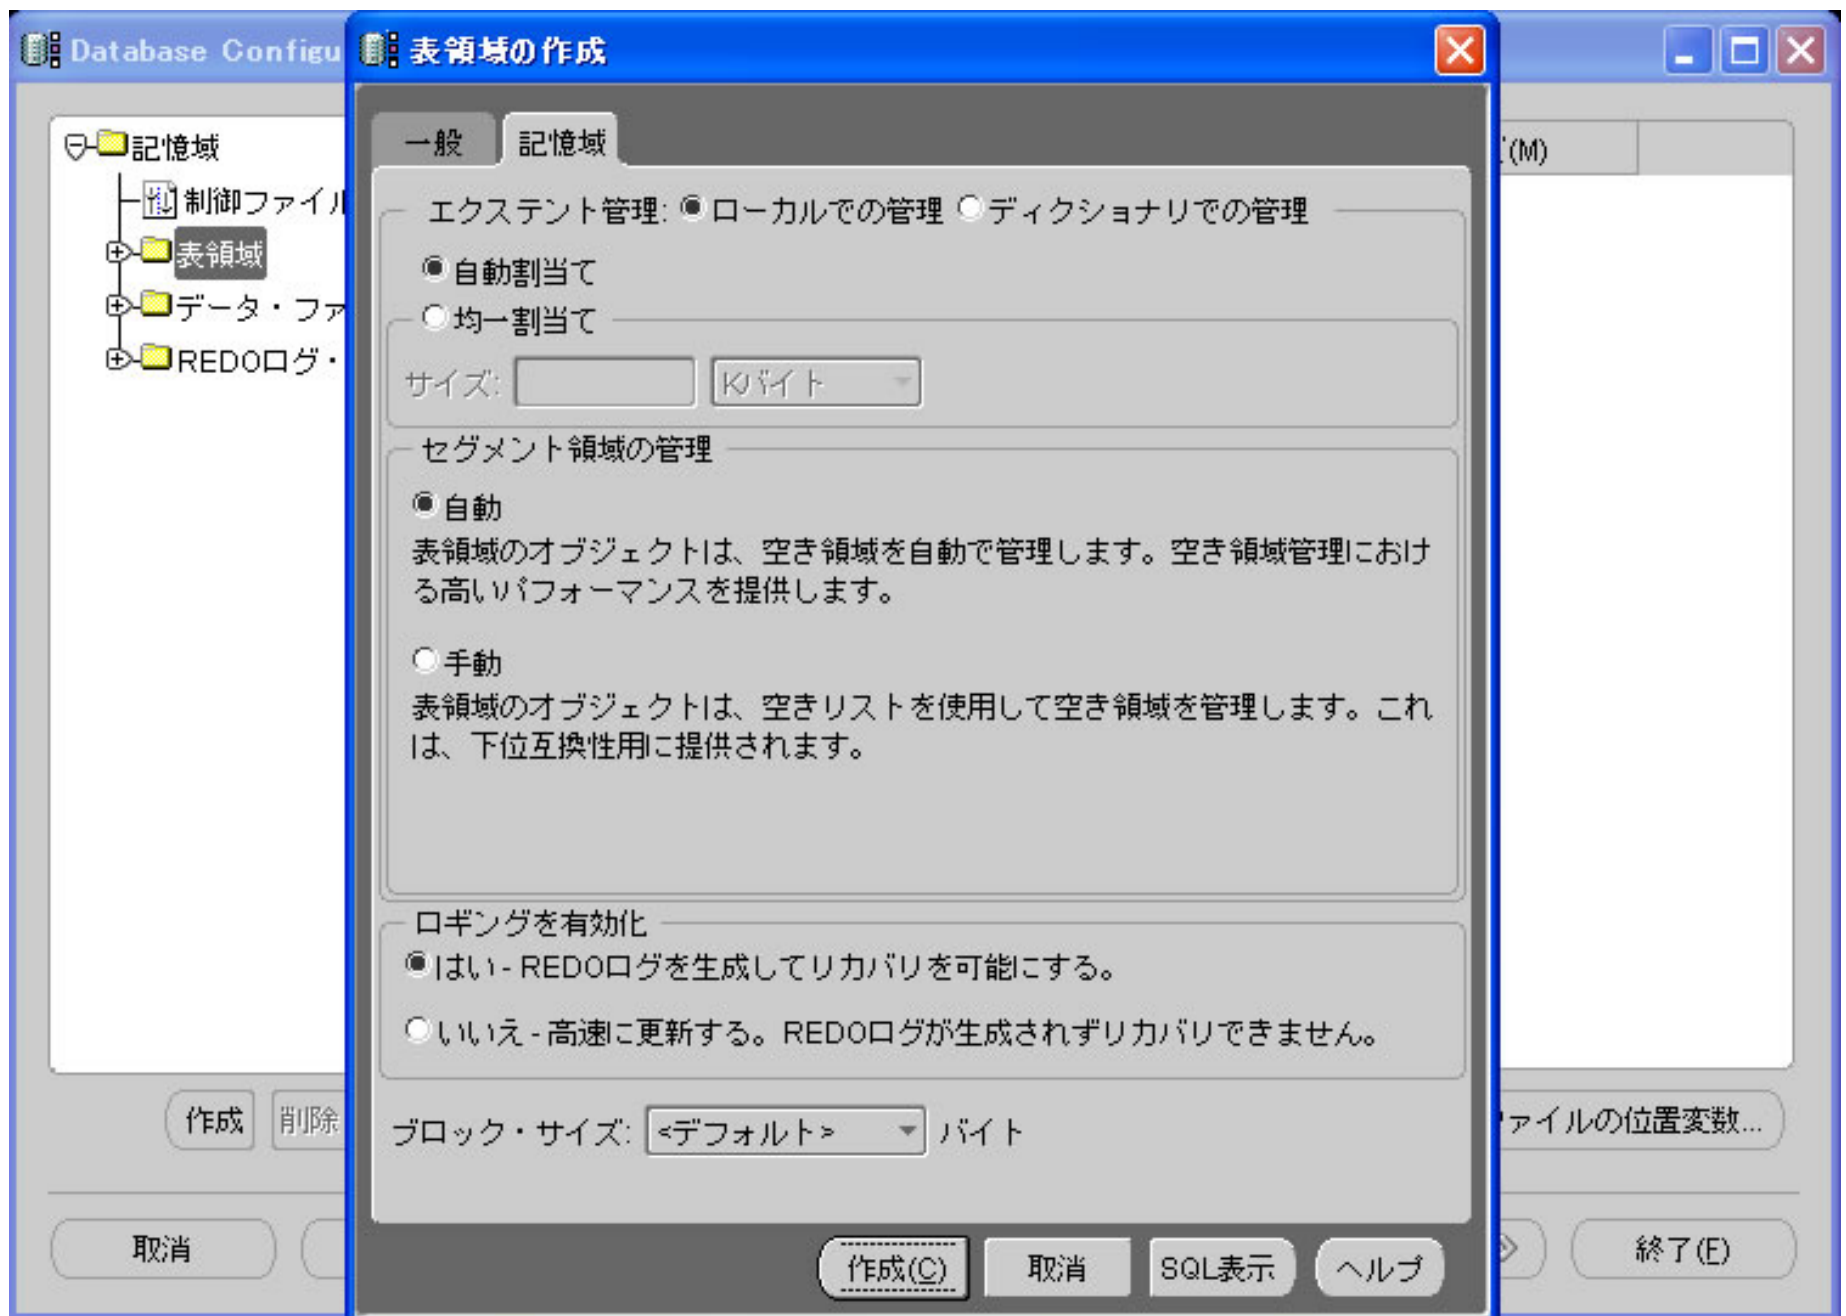 Database Configu
表領域の作成
記憶域
制御ファイル
表領域
データ・ファ
REDOログ・
(M)
一般
記憶域
エクステント管理: ローカルでの管理 ディクショナリでの管理
自動割当て
均一割当て
サイズ: Kバイト
セグメント領域の管理
自動
表領域のオブジェクトは、空き領域を自動で管理します。空き領域管理におけ
る高いパフォーマンスを提供します。
手動
表領域のオブジェクトは、空きリストを使用して空き領域を管理します。これ
は、下位互換性用に提供されます。
ロギングを有効化
はい - REDOログを生成してリカバリを可能にする。
いいえ - 高速に更新する。REDOログが生成されずリカバリできません。
ブロック・サイズ: <デフォルト> バイト
作成 削除
ァイルの位置変数...
取消
終了(F)
作成(C) 取消 SQL表示 ヘルプ